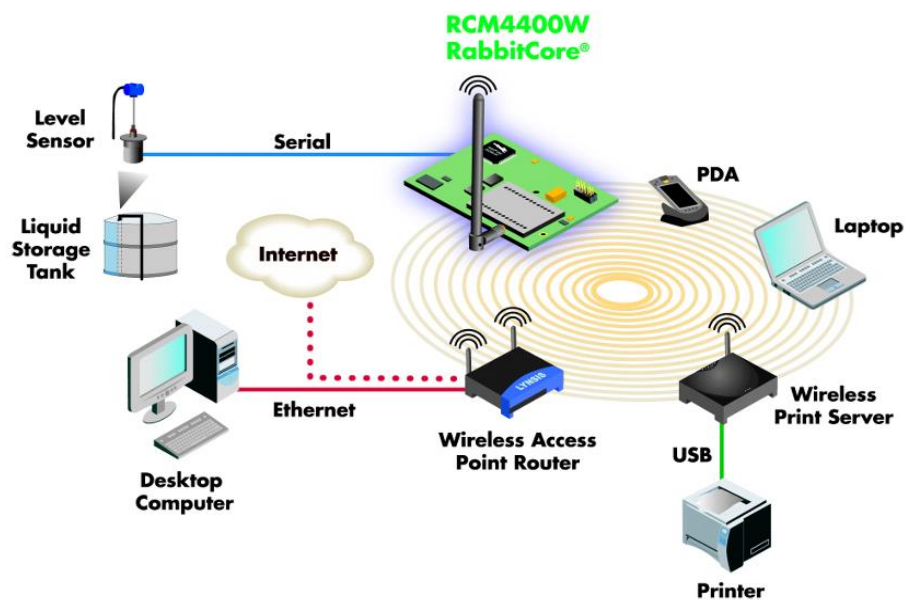 RCM4400W
RabbitCore®
Level
Sensor
Serial
PDA
Laptop
Liquid
Storage
Tank
Internet
LYNSIS
Ethernet
Wireless Access
Point Router
Wireless
Print Server
USB
Desktop
Computer
Printer